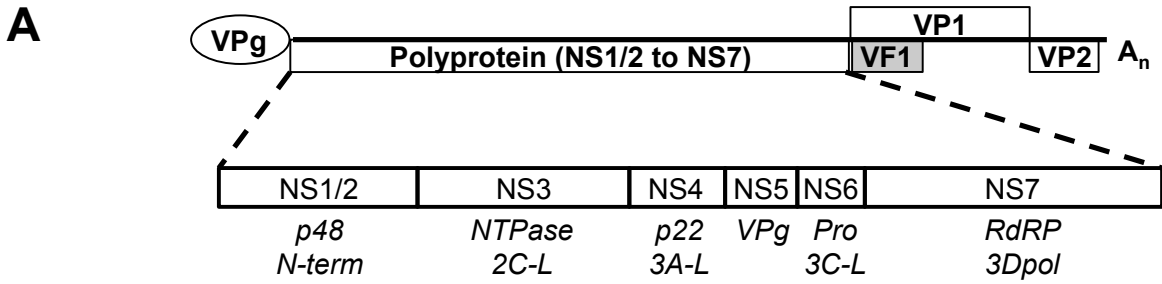 A
VP1
VPg
Polyprotein (NS1/2 to NS7)
VF1
VP2
An
NS1/2 NS3 NS4 NS5 NS6 NS7
p48 NTPase p22 VPg Pro RdRP
N-term 2C-L 3A-L 3C-L 3Dpol